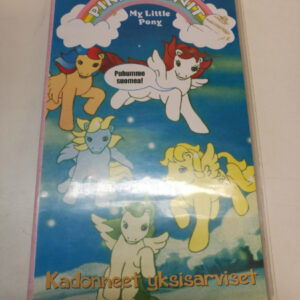 My Little
Pony
Puhumme
suomea!
Kadonneet yksisarviset